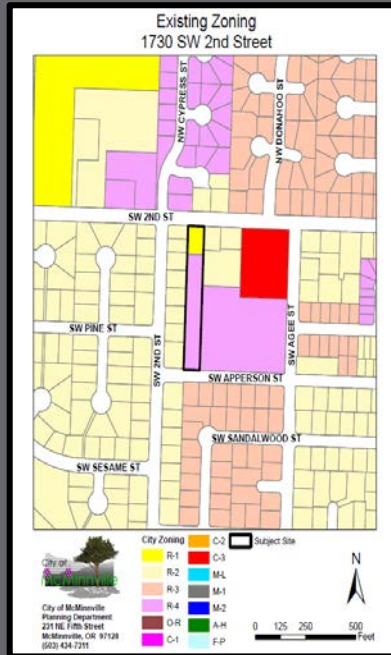 Existing Zoning
1730 SW 2nd Street
NW CYPRESS ST
NW DONAHOO ST
SW 2ND ST
SW PINE ST
SW 2ND ST
SW AGEE ST
SW APPERSON ST
SW SANDALWOOD ST
SW SESAME ST
City of
McMinnville
City of McMinnville
Planning Department
231 NE Fifth Street
McMinnville, OR 97128
(503) 434-7311
City Zoning
R-1
R-2
R-3
R-4
O-R
C-1
C-2
C-3
M-L
M-1
M-2
A-H
F-P
Subject Site
N
0 125 250 500
Feet